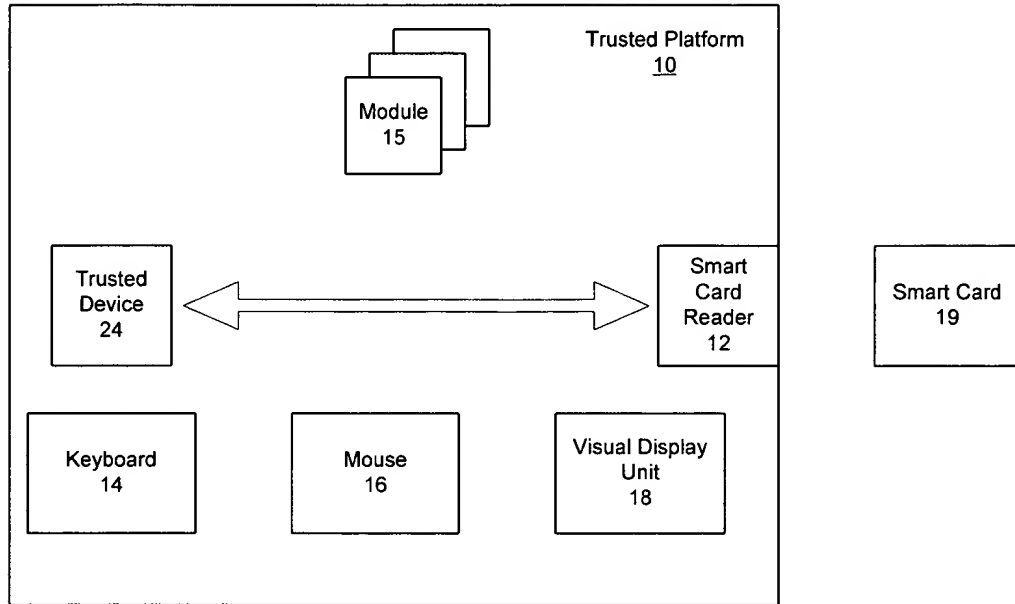 Trusted Platform
10
Module
15
Trusted
Device
24
Smart
Card
Reader
12
Smart Card
19
Keyboard
14
Mouse
16
Visual Display
Unit
18